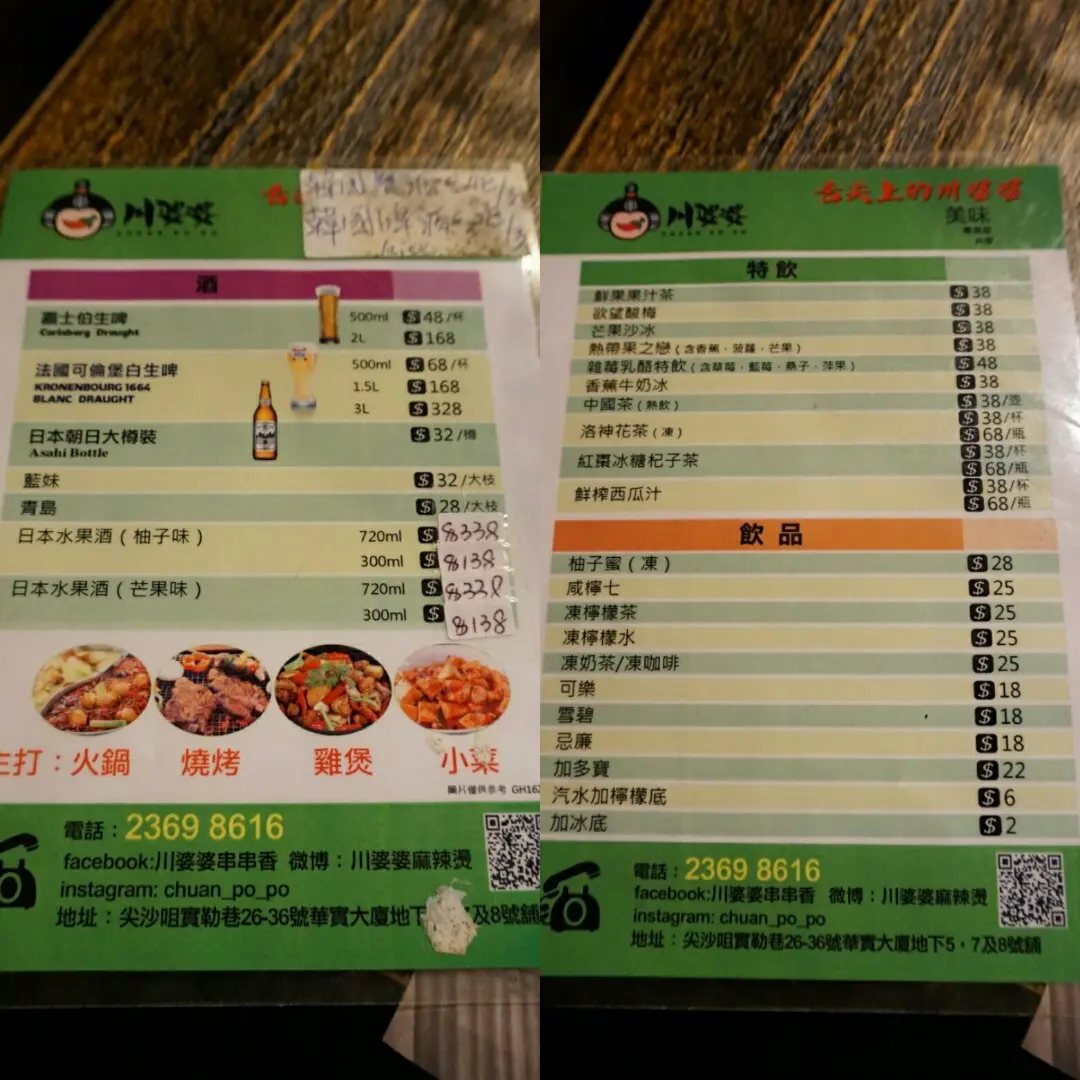 川婆婆
韓國
韓國啤酒
酒
嘉士伯生啤
Carlsberg Draught
500ml $48/杯
2L $168
法國可倫堡白生啤
KRONENBOURG 1664
BLANC DRAUGHT
500ml $68/杯
1.5L $168
3L $328
日本朝日大樽裝
Asahi Bottle
$32/樽
藍妹 $32/大枝
青島 $28/大枝
日本水果酒(柚子味) 720ml $338
300ml $138
日本水果酒(芒果味) 720ml $338
300ml $138
主打:火鍋 燒烤 雞煲 小菜
圖片僅供參考
電話:2369 8616
facebook:川婆婆串串香 微博:川婆婆麻辣燙
instagram: chuan_po_po
地址:尖沙咀寶勒巷26-36號華寶大廈地下 及8號舖
川婆婆
舌尖上的川婆婆
美味
特飲
鮮果果汁茶 $38
欲望酸梅 $38
芒果沙冰 $38
熱帶果之戀(含香蕉,菠蘿,芒果) $38
雜莓乳酪特飲(含草莓,藍莓,桑子,萍果) $48
香蕉牛奶冰 $38
中國茶(熱飲) $38/壺
洛神花茶(凍) $38/杯
$68/瓶
紅棗冰糖杞子茶 $38/杯
$68/瓶
鮮榨西瓜汁 $38/杯
$68/瓶
飲品
柚子蜜(凍) $28
咸檸七 $25
凍檸檬茶 $25
凍檸檬水 $25
凍奶茶/凍咖啡 $25
可樂 $18
雪碧 $18
忌廉 $18
加多寶 $22
汽水加檸檬底 $6
加冰底 $2
電話:2369 8616
facebook:川婆婆串串香 微博:川婆婆麻辣燙
instagram: chuan_po_po
地址:尖沙咀寶勒巷26-36號華寶大廈地下5,7及8號舖